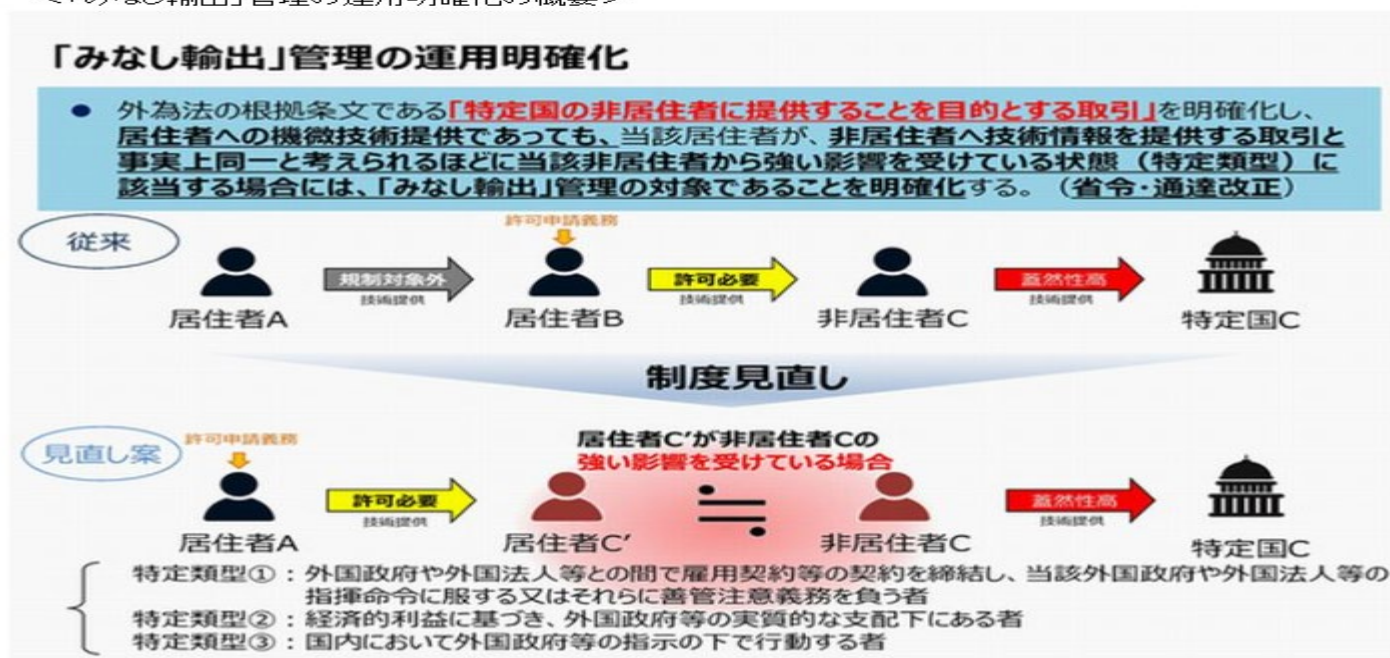 「みなし輸出」管理の運用明確化の概要＞
「みなし輸出」管理の運用明確化
● 外為法の根拠条文である「特定国の非居住者に提供することを目的とする取引」を明確化し、
居住者への機微技術提供であっても、当該居住者が、非居住者へ技術情報を提供する取引と
事実上同一と考えられるほどに当該非居住者から強い影響を受けている状態（特定類型）に
該当する場合には、「みなし輸出」管理の対象であることを明確化する。（省令・通達改正）
許可申請義務
従来
規制対象外
許可必要
蓋然性高
技術提供
技術提供
技術提供
居住者A
居住者B
非居住者C
特定国C
制度見直し
見直し案
許可申請義務
居住者C’が非居住者Cの
強い影響を受けている場合
許可必要
≒
蓋然性高
技術提供
技術提供
居住者A
居住者C’
非居住者C
特定国C
特定類型①：外国政府や外国法人等との間で雇用契約等の契約を締結し、当該外国政府や外国法人等の
指揮命令に服する又はそれらに善管注意義務を負う者
特定類型②：経済的利益に基づき、外国政府等の実質的な支配下にある者
特定類型③：国内において外国政府等の指示の下で行動する者